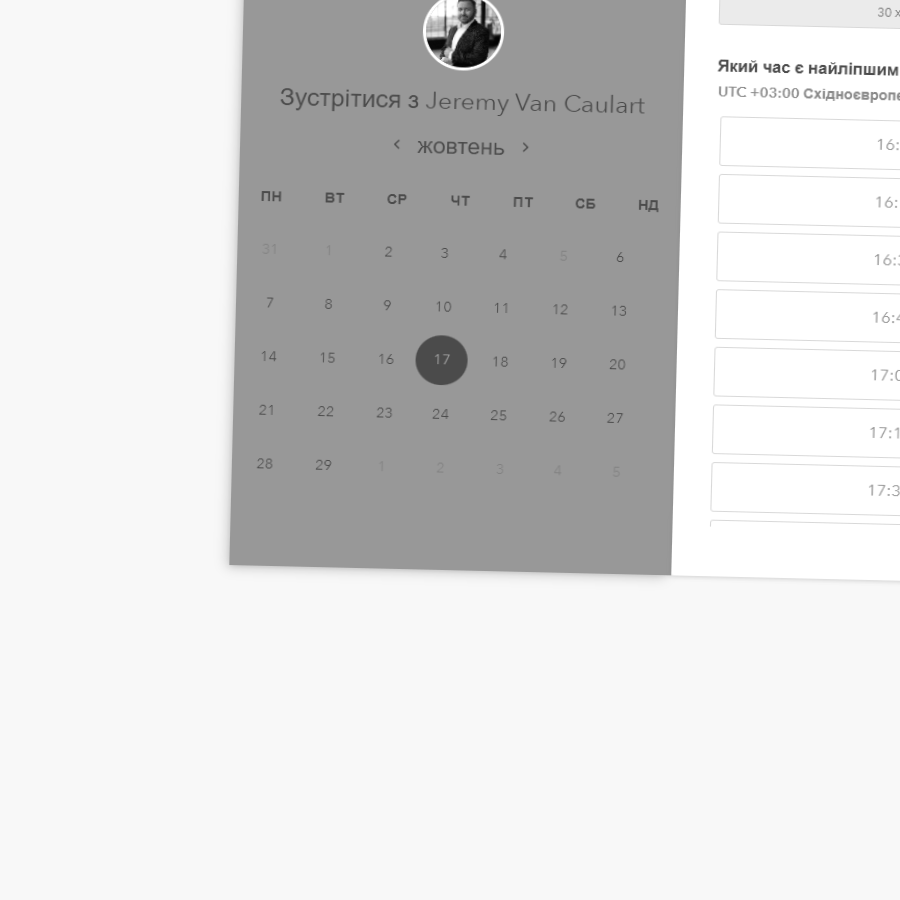 Зустрітися з Jeremy Van Caulart
‹ жовтень ›
ПН ВТ СР ЧТ ПТ СБ НД
31 1 2 3 4 5 6
7 8 9 10 11 12 13
14 15 16 17 18 19 20
21 22 23 24 25 26 27
28 29 1 2 3 4 5
30
Який час є найліпшим
UTC +03:00
16:
16:
16:
16:4
17:0
17:1
17:3